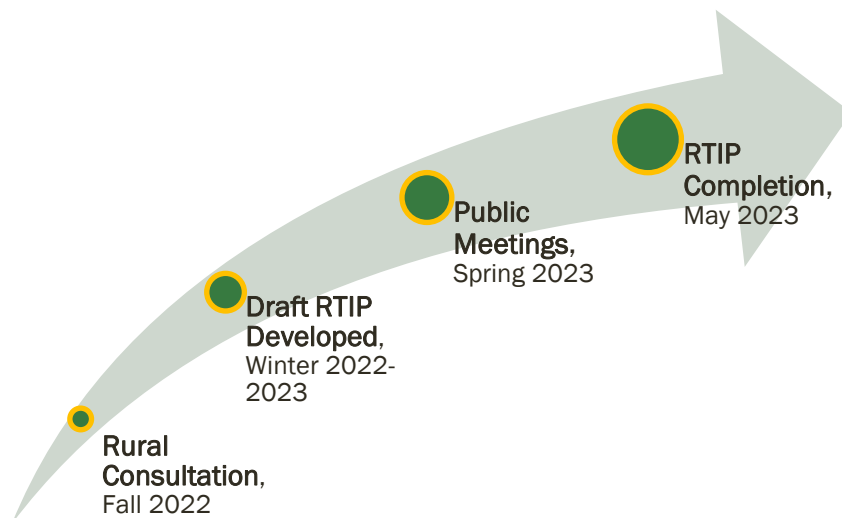 Rural
Consultation,
Fall 2022
Draft RTIP
Developed,
Winter 2022-
2023
Public
Meetings,
Spring 2023
RTIP
Completion,
May 2023